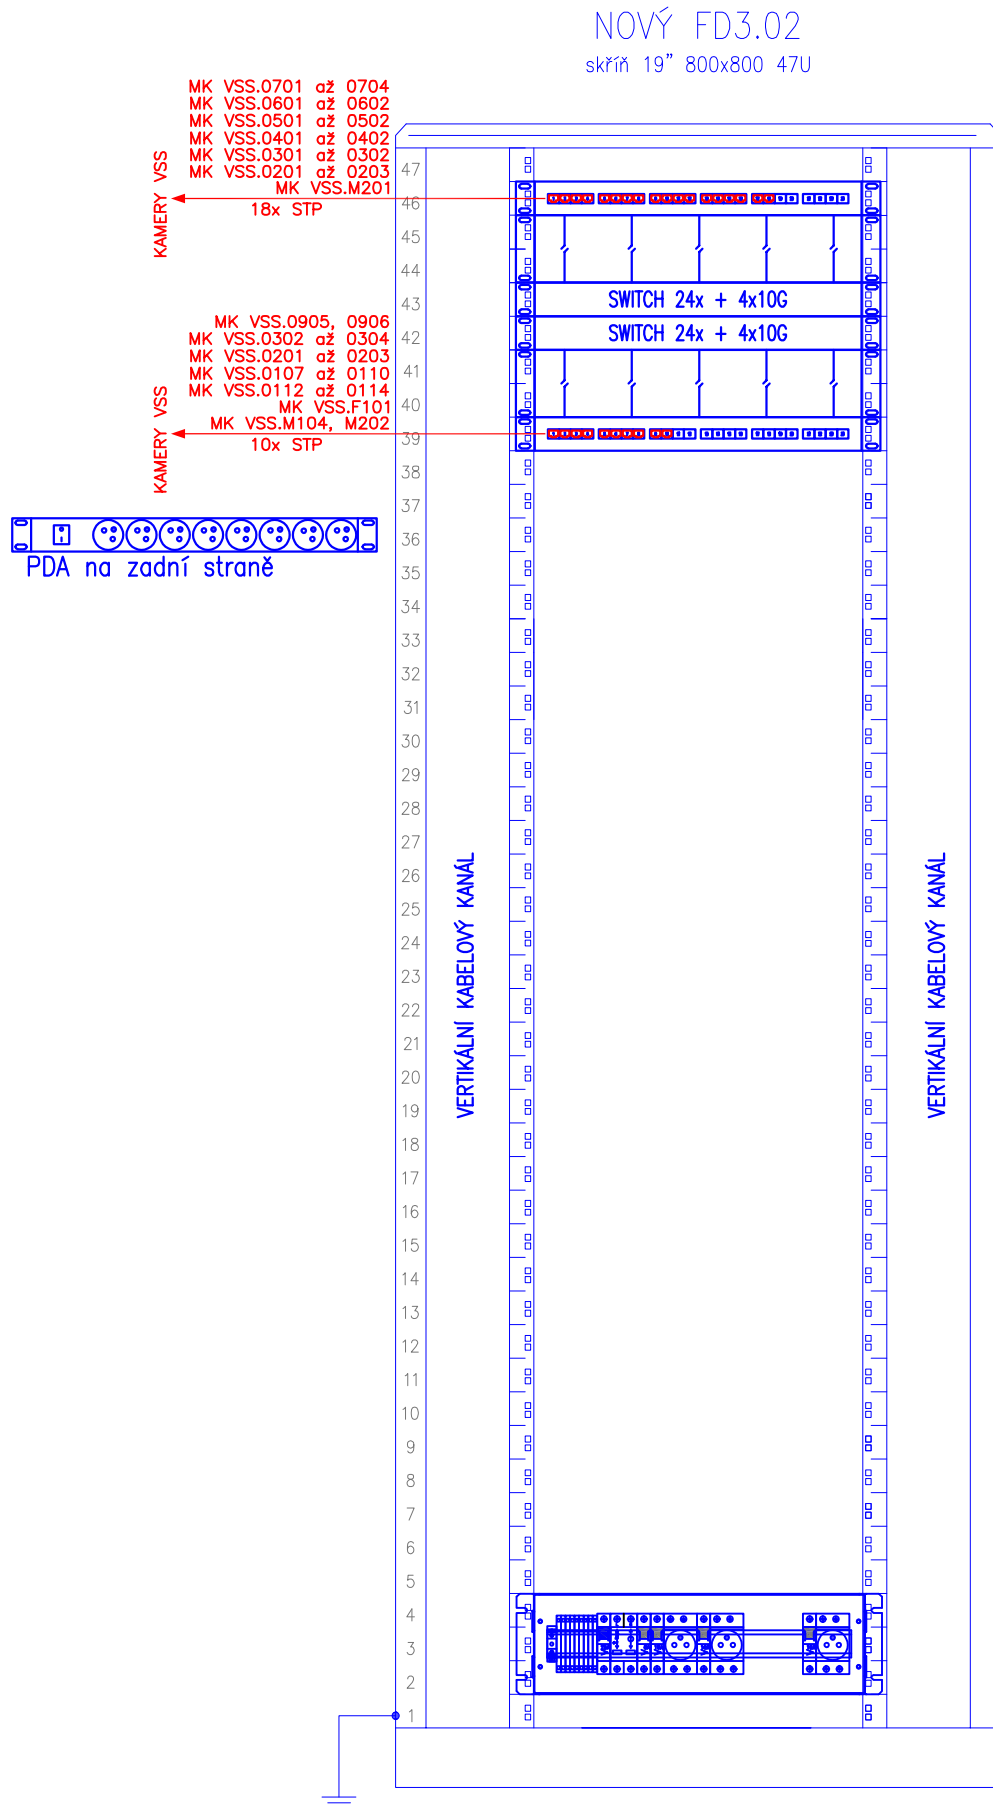 NOVÝ FD3.02
skříň 19" 800x800 47U
MK VSS.0701 až 0704
MK VSS.0601 až 0602
MK VSS.0501 až 0502
MK VSS.0401 až 0402
MK VSS.0301 až 0302
MK VSS.0201 až 0203
MK VSS.M201
18x STP
KAMERY VSS
47
46
45
44
43
SWITCH 24x + 4x10G
42
SWITCH 24x + 4x10G
MK VSS.0905, 0906
MK VSS.0302 až 0304
MK VSS.0201 až 0203
MK VSS.0107 až 0110
MK VSS.0112 až 0114
MK VSS.F101
MK VSS.M104, M202
10x STP
KAMERY VSS
41
40
39
38
37
36
PDA na zadní straně
35
34
33
32
31
30
29
28
27
26
25
24
23
22
21
20
19
VERTIKÁLNÍ KABELOVÝ KANÁL
VERTIKÁLNÍ KABELOVÝ KANÁL
18
17
16
15
14
13
12
11
10
9
8
7
6
5
4
3
2
1